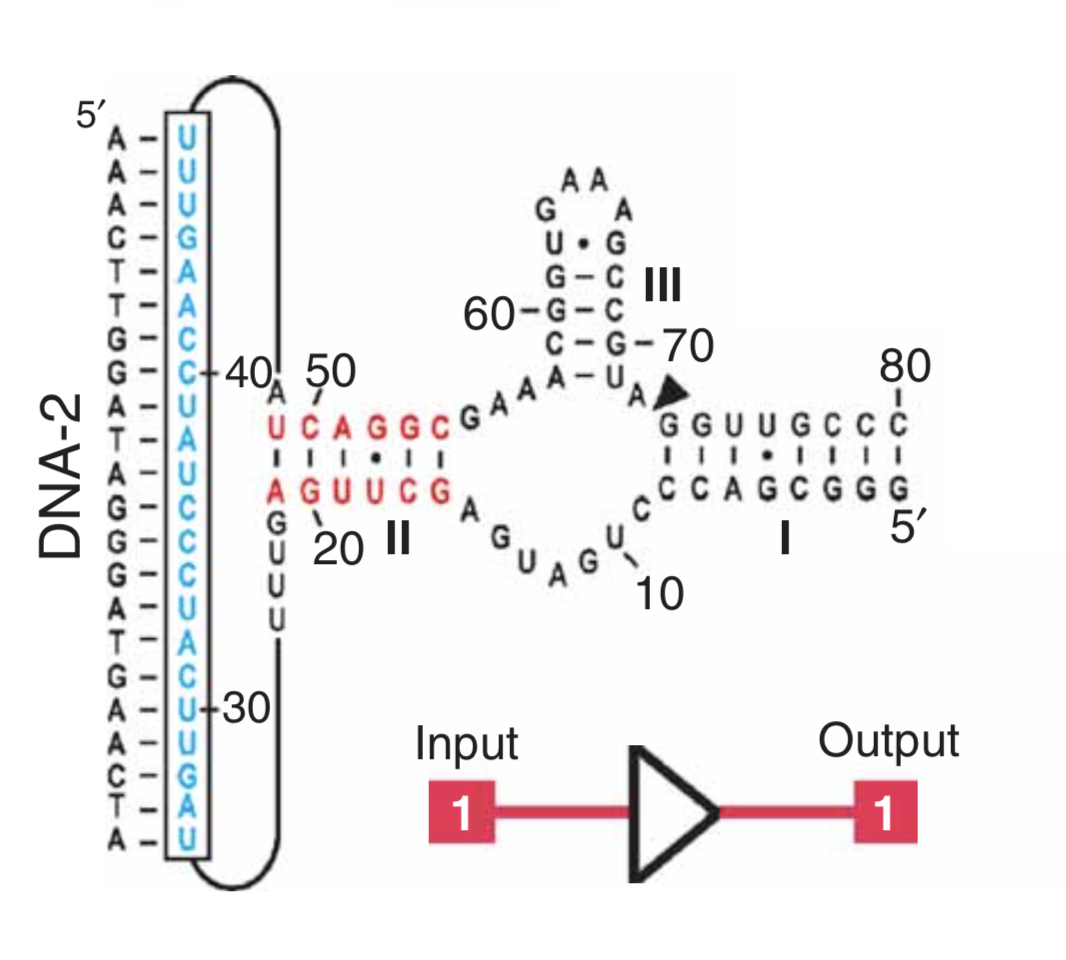 5′
A – U
A – U
A – U
C – G
T – A
T – A
G – C
G – C
A – U
T – A
A – U
G – C
G – C
G – C
A – U
T – A
G – C
A – U
A – U
C – G
T – A
A – U
DNA-2
40
30
A
50
U C A G G C G A A A
A G U U C G A G U A G U C
20
II
G
U
U
U
10
A A
G A
U • G
G – C
60 – G – C
C – G – 70
A – U
III
A
80
G G U U G C C C
C C A G C G G G
I
5′
Input
Output
1
1